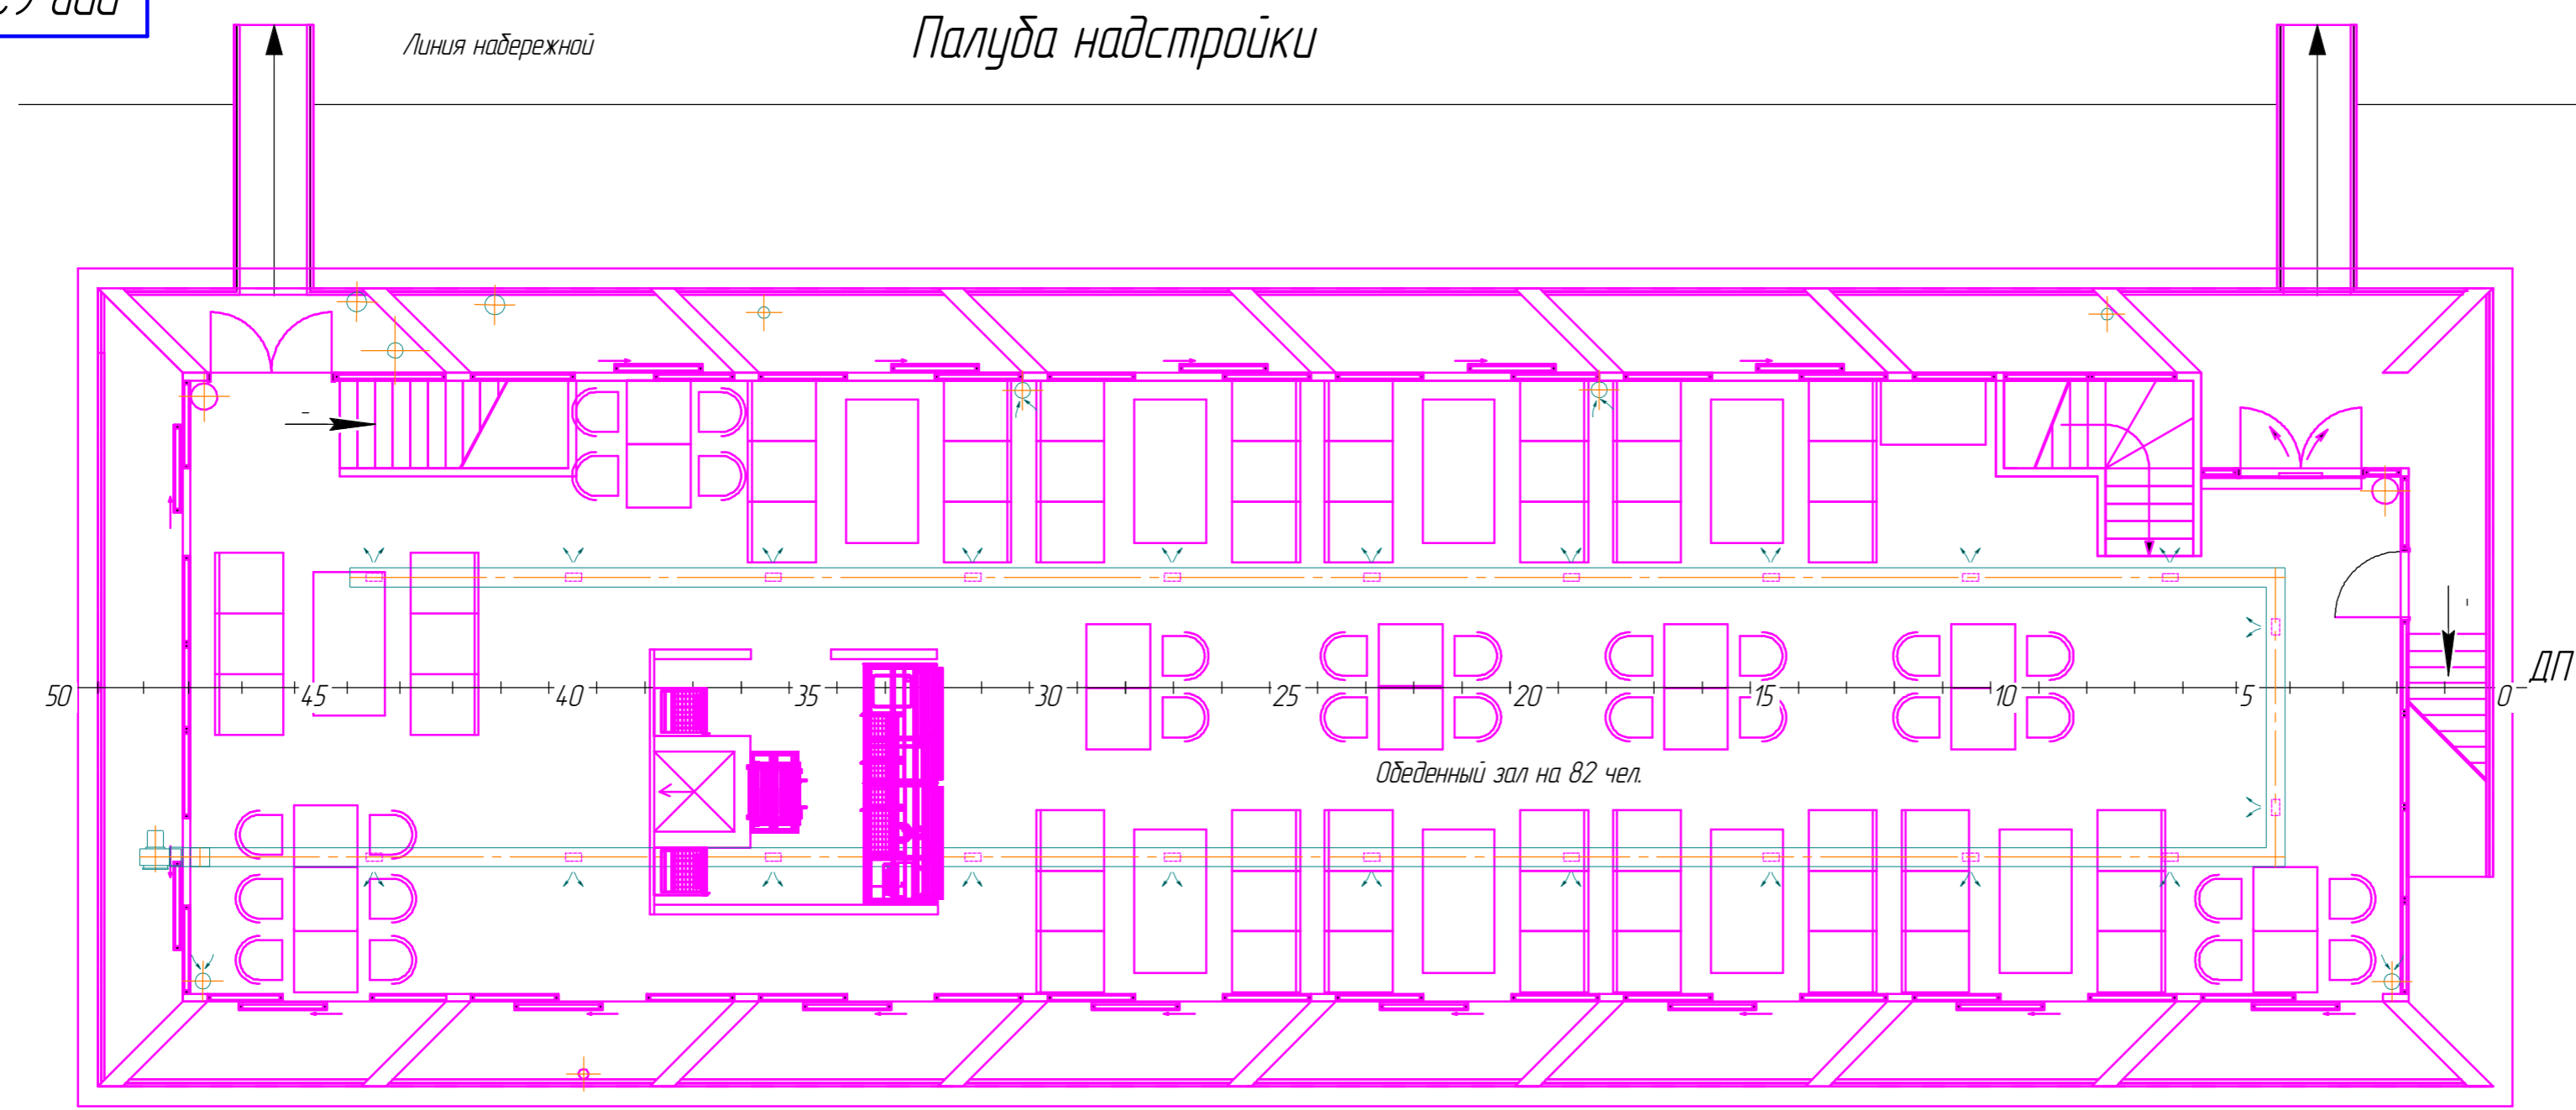 Палуба надстройки
Линия набережной
50 45 40 35 30 25 20 15 10 5 0 ДП
Обеденный зал на 82 чел.